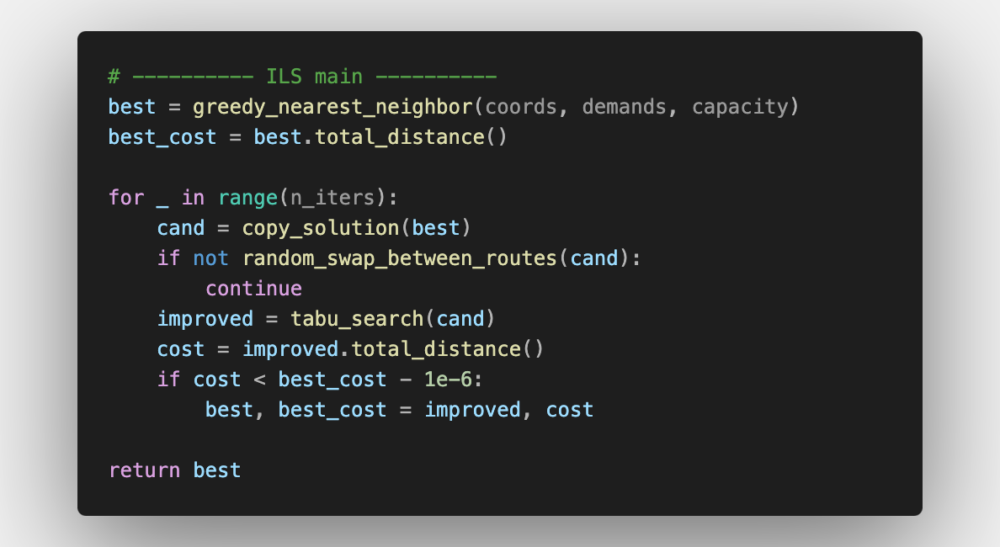 # ---------- ILS main ----------
best = greedy_nearest_neighbor(coords, demands, capacity)
best_cost = best.total_distance()
for _ in range(n_iters):
    cand = copy_solution(best)
    if not random_swap_between_routes(cand):
        continue
    improved = tabu_search(cand)
    cost = improved.total_distance()
    if cost < best_cost - 1e-6:
        best, best_cost = improved, cost
return best